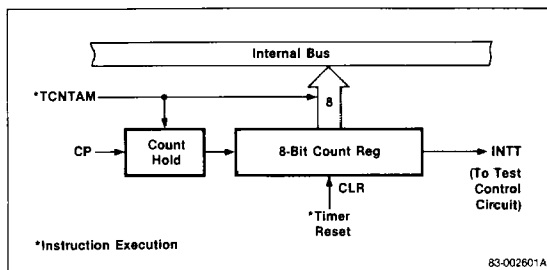 Internal Bus
*TCNTAM
8
CP
Count
Hold
8-Bit Count Reg
INTT
(To Test
Control
Circuit)
CLR
*Timer
Reset
*Instruction Execution
83-002601A